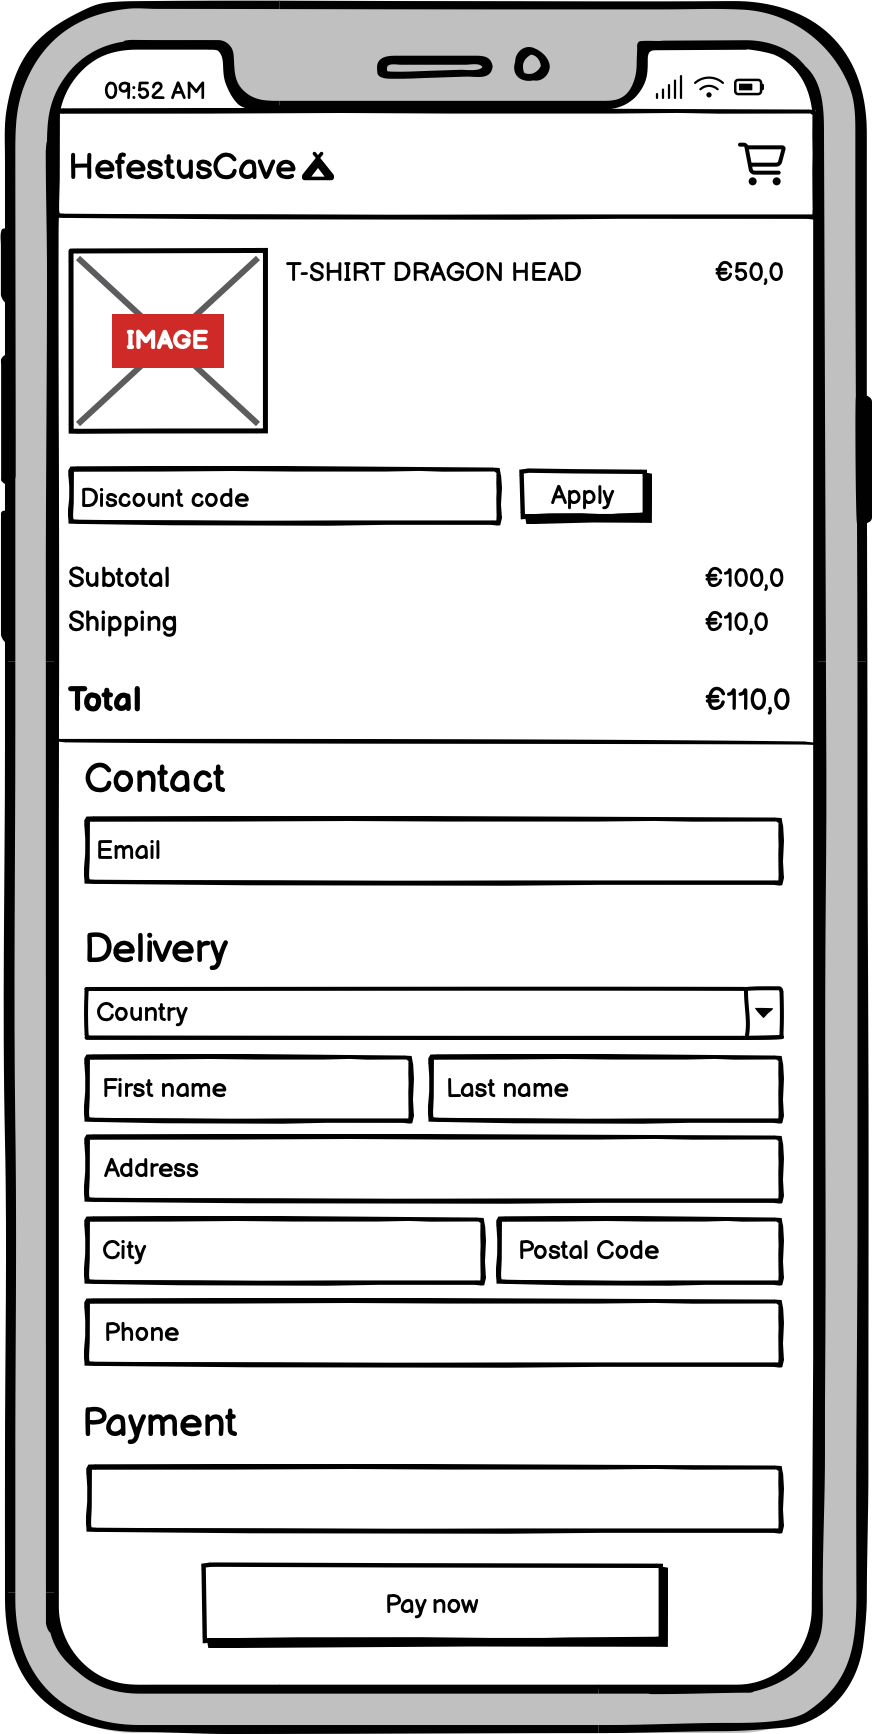 09:52 AM
HefestusCave
T-SHIRT DRAGON HEAD €50,0
IMAGE
Discount code Apply
Subtotal €100,0
Shipping €10,0
Total €110,0
Contact
Email
Delivery
Country
First name Last name
Address
City Postal Code
Phone
Payment
Pay now